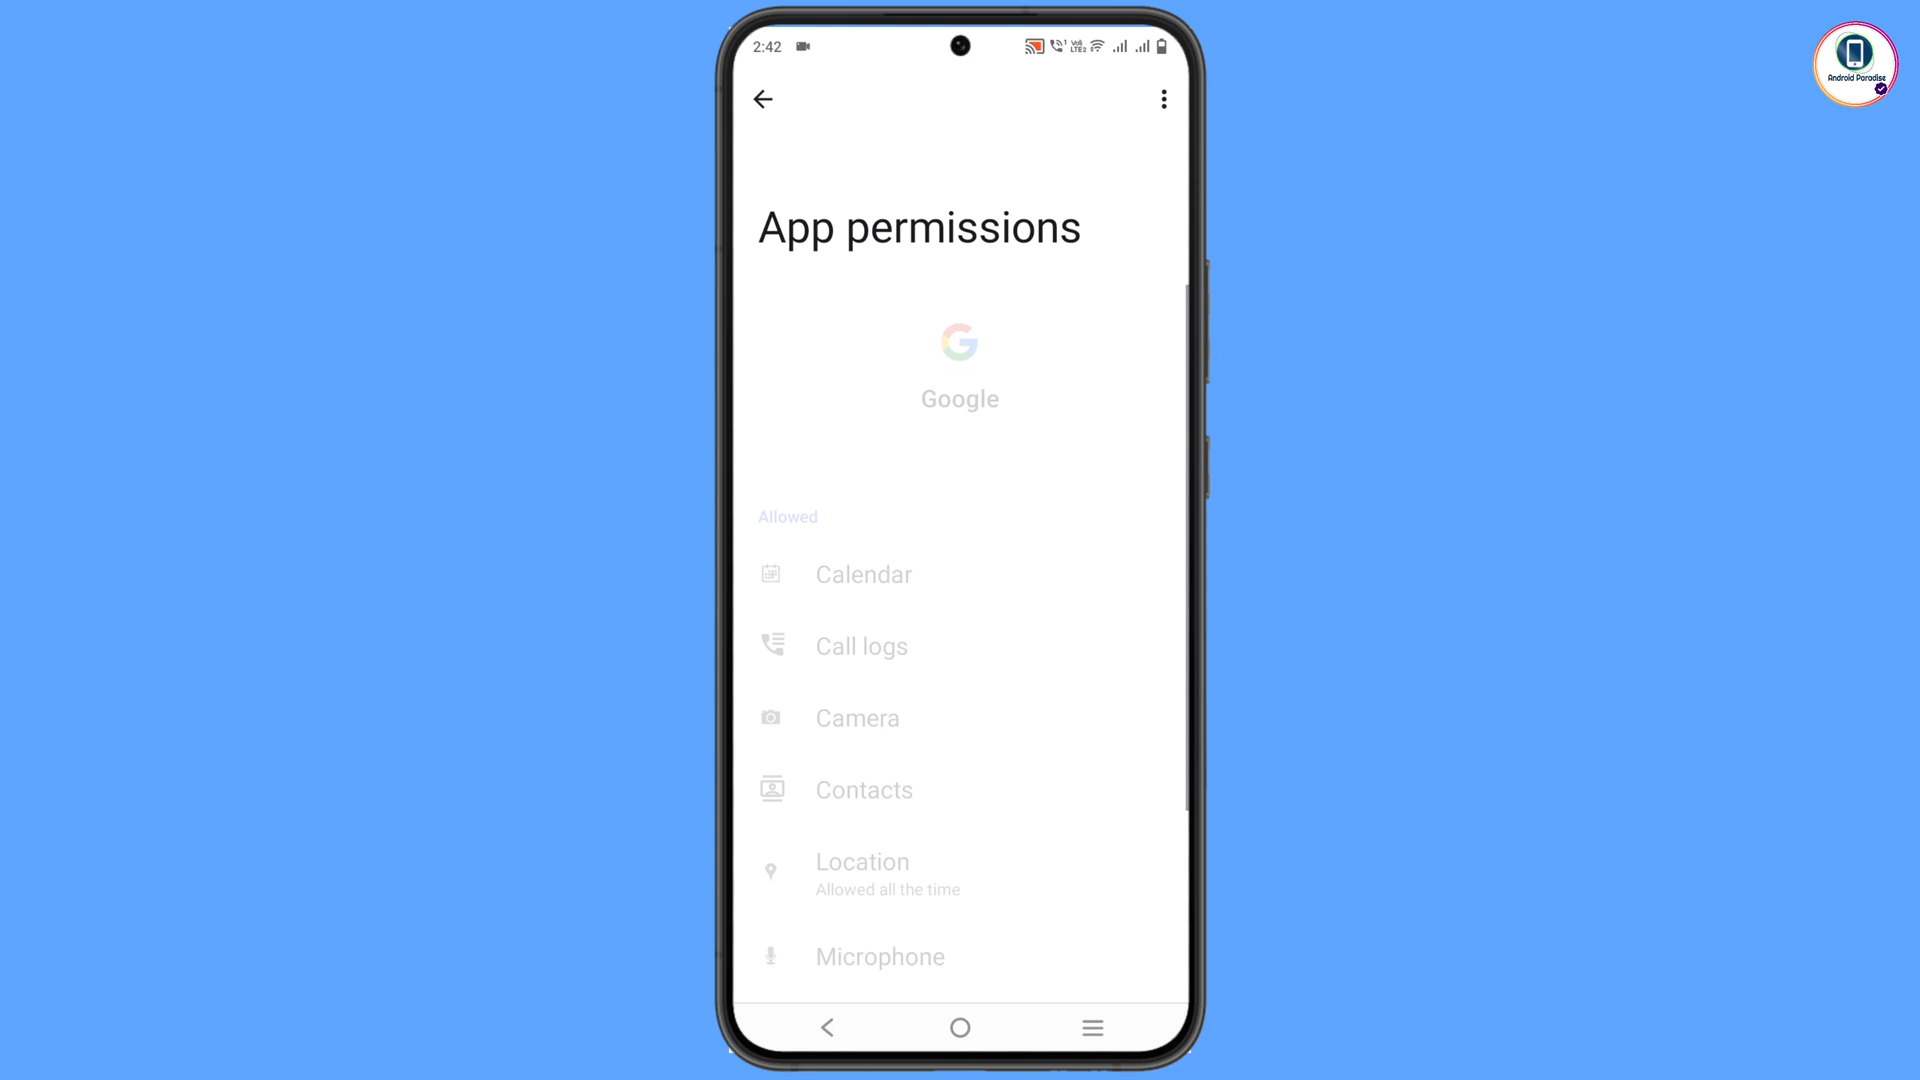 2:42
Android Paradise
App permissions
Google
Allowed
Calendar
Call logs
Camera
Contacts
Location
Allowed all the time
Microphone